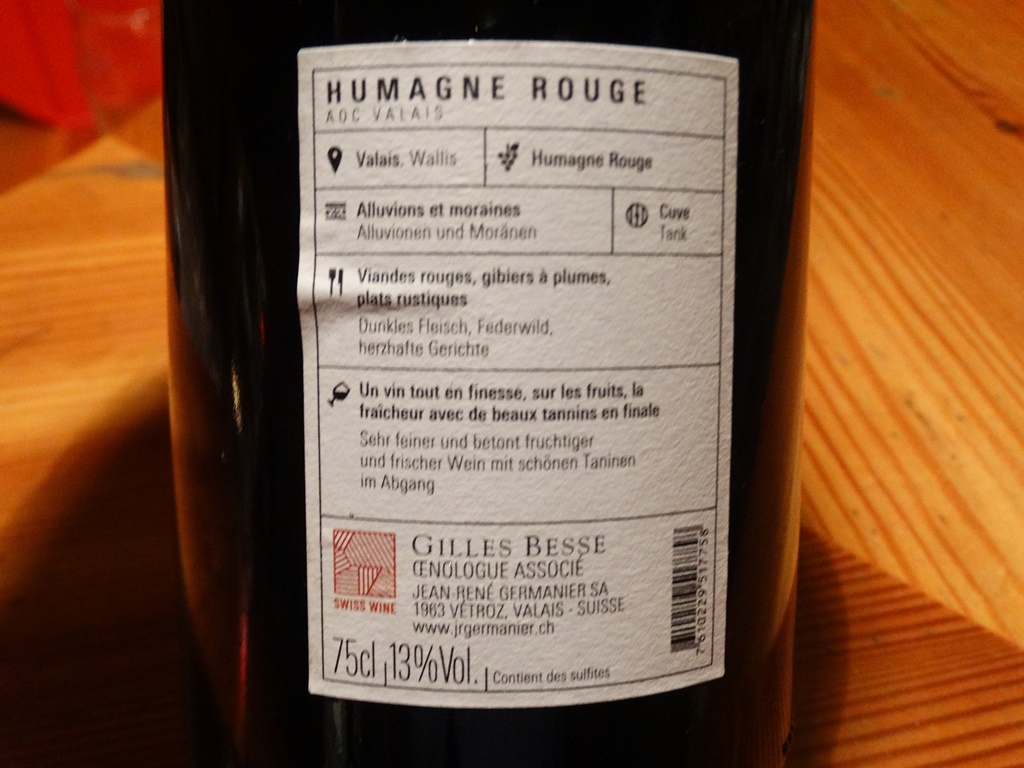 HUMAGNE ROUGE
AOC VALAIS
Valais. Wallis
Humagne Rouge
Alluvions et moraines
Alluvionen und Moränen
Cuve
Tank
Viandes rouges, gibiers à plumes,
plats rustiques
Dunkles Fleisch, Federwild,
herzhafte Gerichte
Un vin tout en finesse, sur les fruits, la
fraîcheur avec de beaux tannins en finale
Sehr feiner und betont fruchtiger
und frischer Wein mit schönen Taninen
im Abgang
SWISS WINE
GILLES BESSE
ŒNOLOGUE ASSOCIÉ
JEAN-RENÉ GERMANIER SA
1963 VÉTROZ, VALAIS - SUISSE
www.jrgermanier.ch
75cl 13%Vol. Contient des sulfites
7610229517758